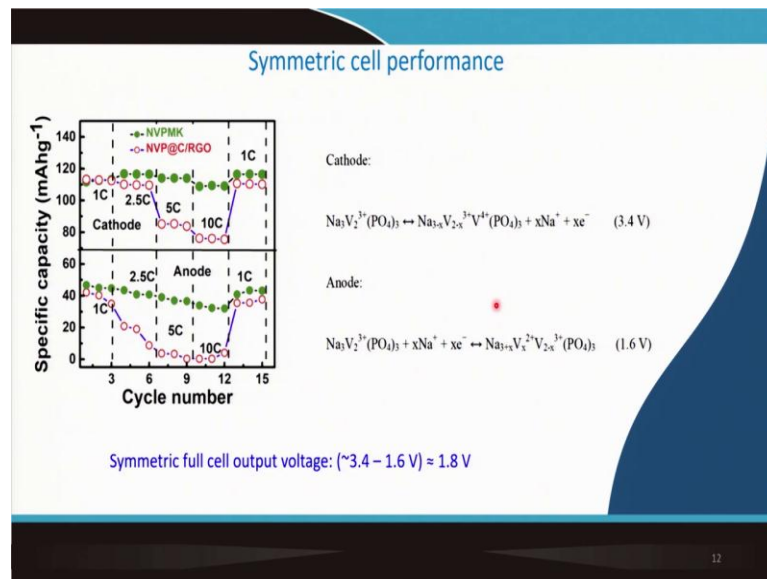 Symmetric cell performance
Specific capacity (mAhg⁻¹)
140
120
100
80
60
40
20
0
NVPMK
NVP@C/RGO
1C
1C
2.5C
5C
10C
Cathode
2.5C
Anode
1C
1C
5C
10C
3
6
9
12
15
Cycle number
Cathode:
Na₃V₂³⁺(PO₄)₃ ↔ Na₃₋ₓV₂₋ₓ³⁺V⁴⁺(PO₄)₃ + xNa⁺ + xe⁻ (3.4 V)
Anode:
Na₃V₂³⁺(PO₄)₃ + xNa⁺ + xe⁻ ↔ Na₃₊ₓVₓ²⁺V₂₋ₓ³⁺(PO₄)₃ (1.6 V)
Symmetric full cell output voltage: (~3.4 – 1.6 V) ≈ 1.8 V
12